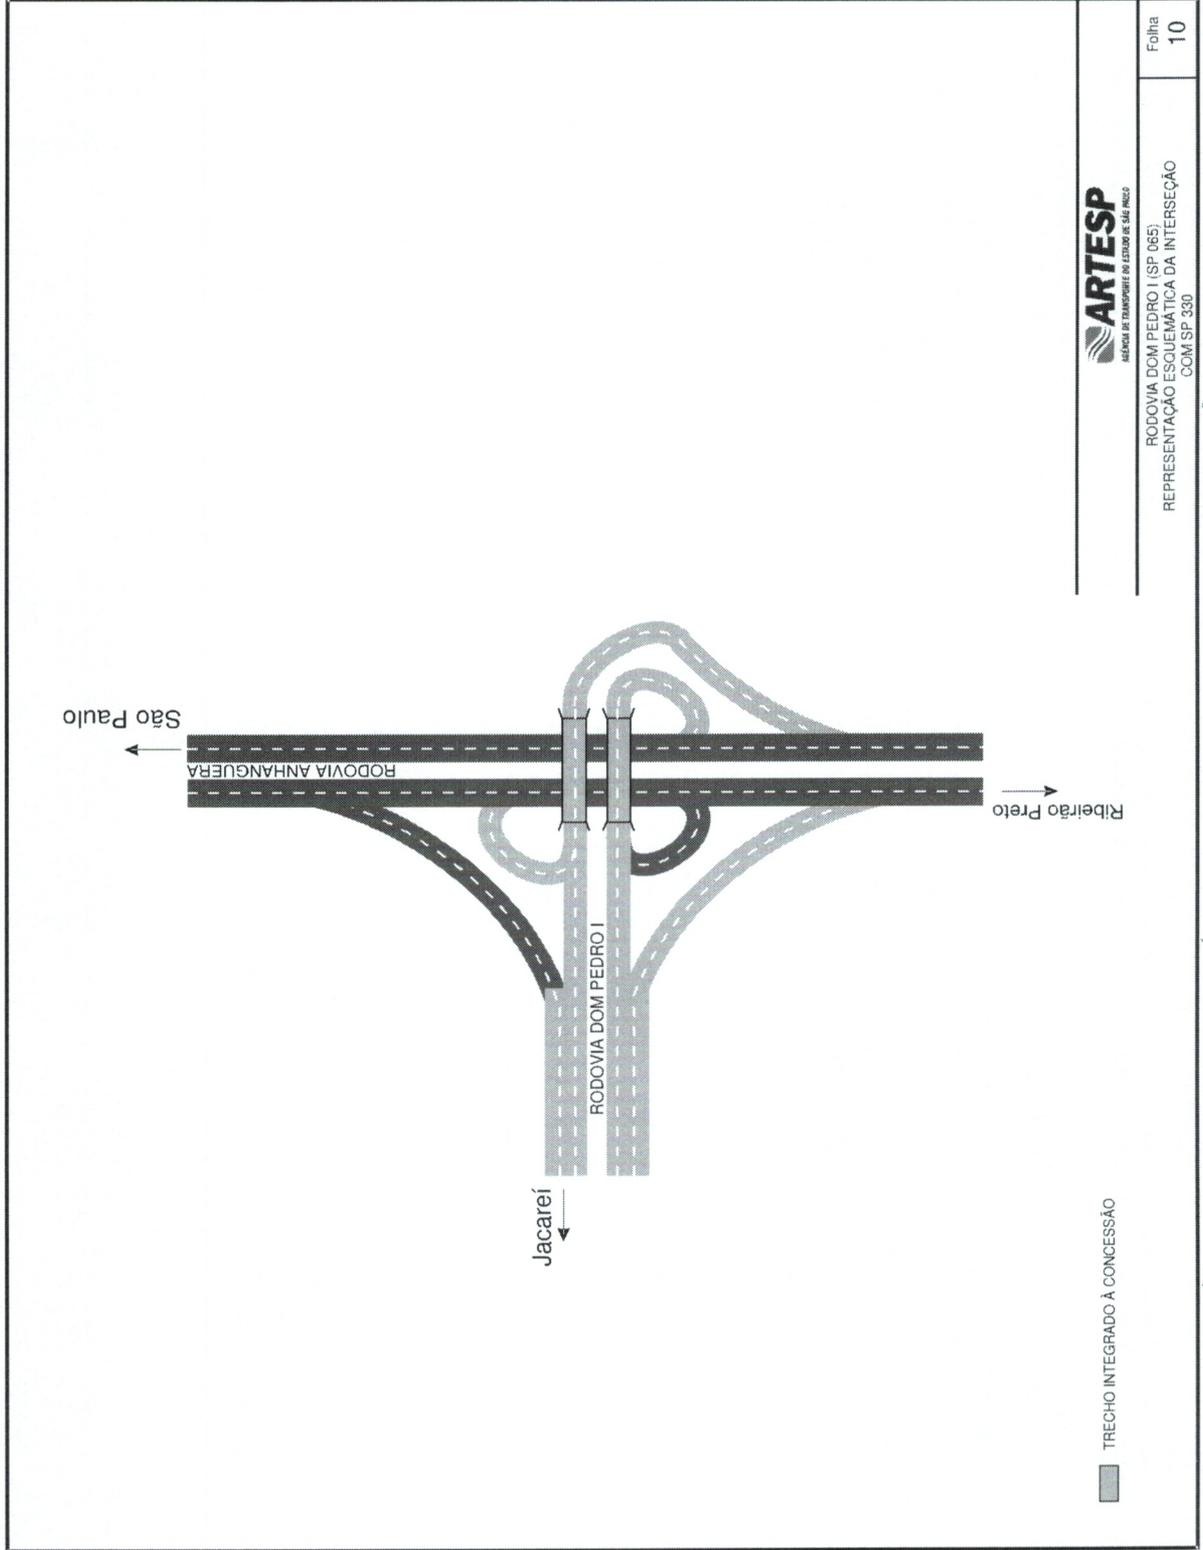 São Paulo
RODOVIA ANHANGUERA
Ribeirão Preto
RODOVIA DOM PEDRO I
Jacareí
TRECHO INTEGRADO À CONCESSÃO
ARTESP
AGÊNCIA DE TRANSPORTE DO ESTADO DE SÃO PAULO
RODOVIA DOM PEDRO I (SP 065)
REPRESENTAÇÃO ESQUEMÁTICA DA INTERSEÇÃO
COM SP 330
Folha
10